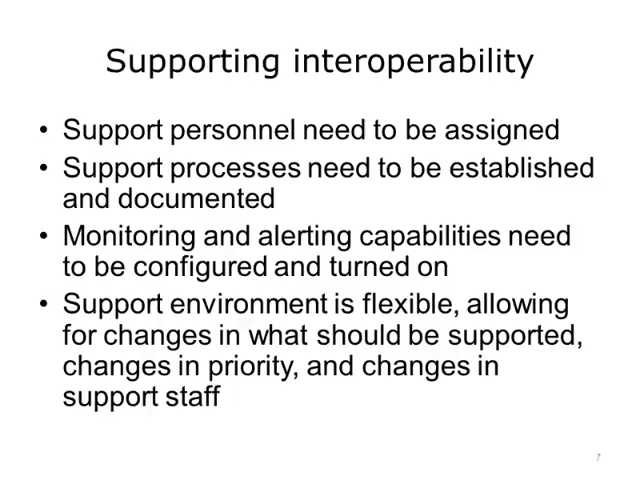 Supporting interoperability
• Support personnel need to be assigned
• Support processes need to be established
and documented
• Monitoring and alerting capabilities need
to be configured and turned on
• Support environment is flexible, allowing
for changes in what should be supported,
changes in priority, and changes in
support staff
7